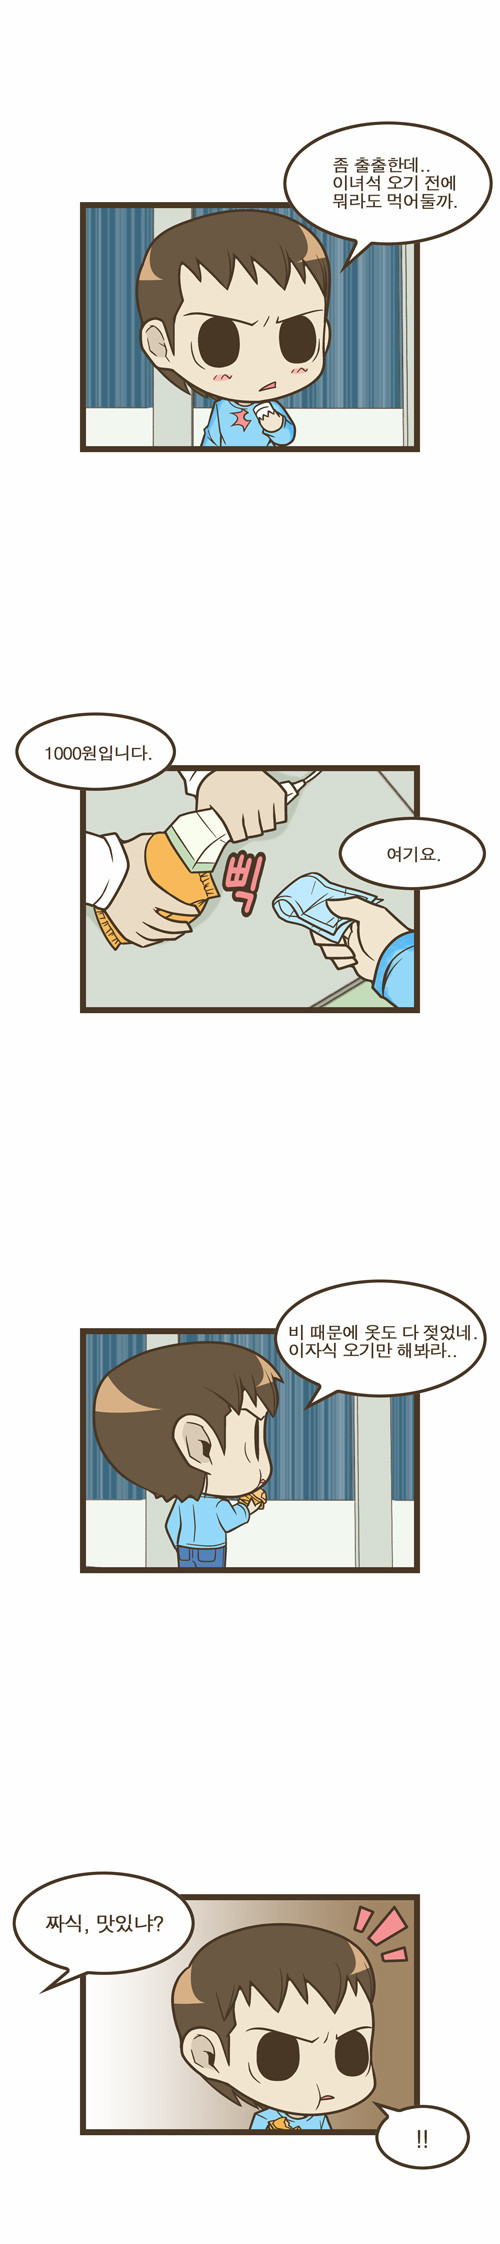 좀 출출한데..
이녀석 오기 전에
뭐라도 먹어둘까.
1000원입니다.
삑
여기요.
비 때문에 옷도 다 젖었네.
이자식 오기만 해봐라..
짜식, 맛있냐?
!!